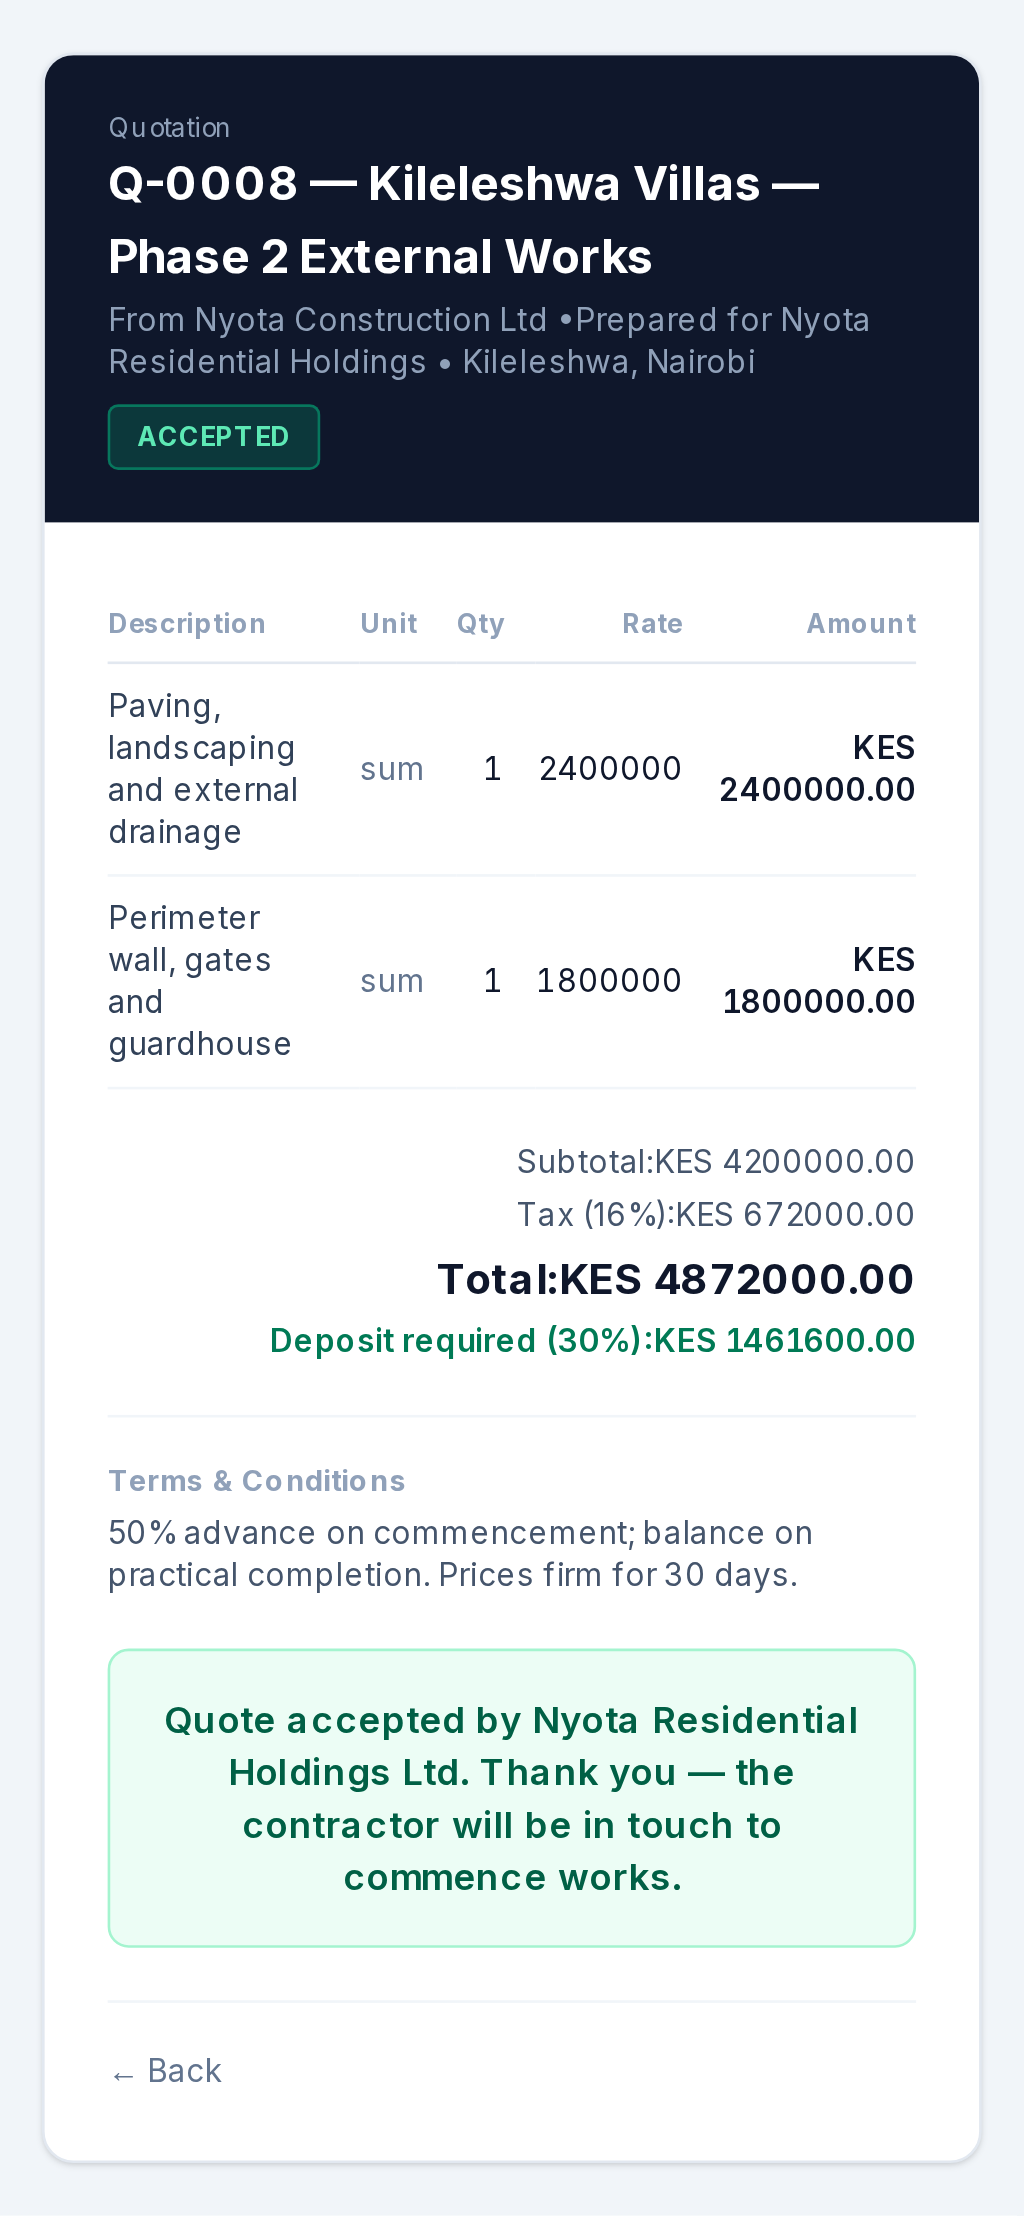 Quotation
Q-0008 — Kileleshwa Villas —
Phase 2 External Works
From Nyota Construction Ltd •Prepared for Nyota
Residential Holdings • Kileleshwa, Nairobi
ACCEPTED
Description Unit Qty Rate Amount
Paving,
landscaping
and external
drainage
sum 1 2400000 KES
2400000.00
Perimeter
wall, gates
and
guardhouse
sum 1 1800000 KES
1800000.00
Subtotal:KES 4200000.00
Tax (16%):KES 672000.00
Total:KES 4872000.00
Deposit required (30%):KES 1461600.00
Terms & Conditions
50% advance on commencement; balance on
practical completion. Prices firm for 30 days.
Quote accepted by Nyota Residential
Holdings Ltd. Thank you — the
contractor will be in touch to
commence works.
← Back